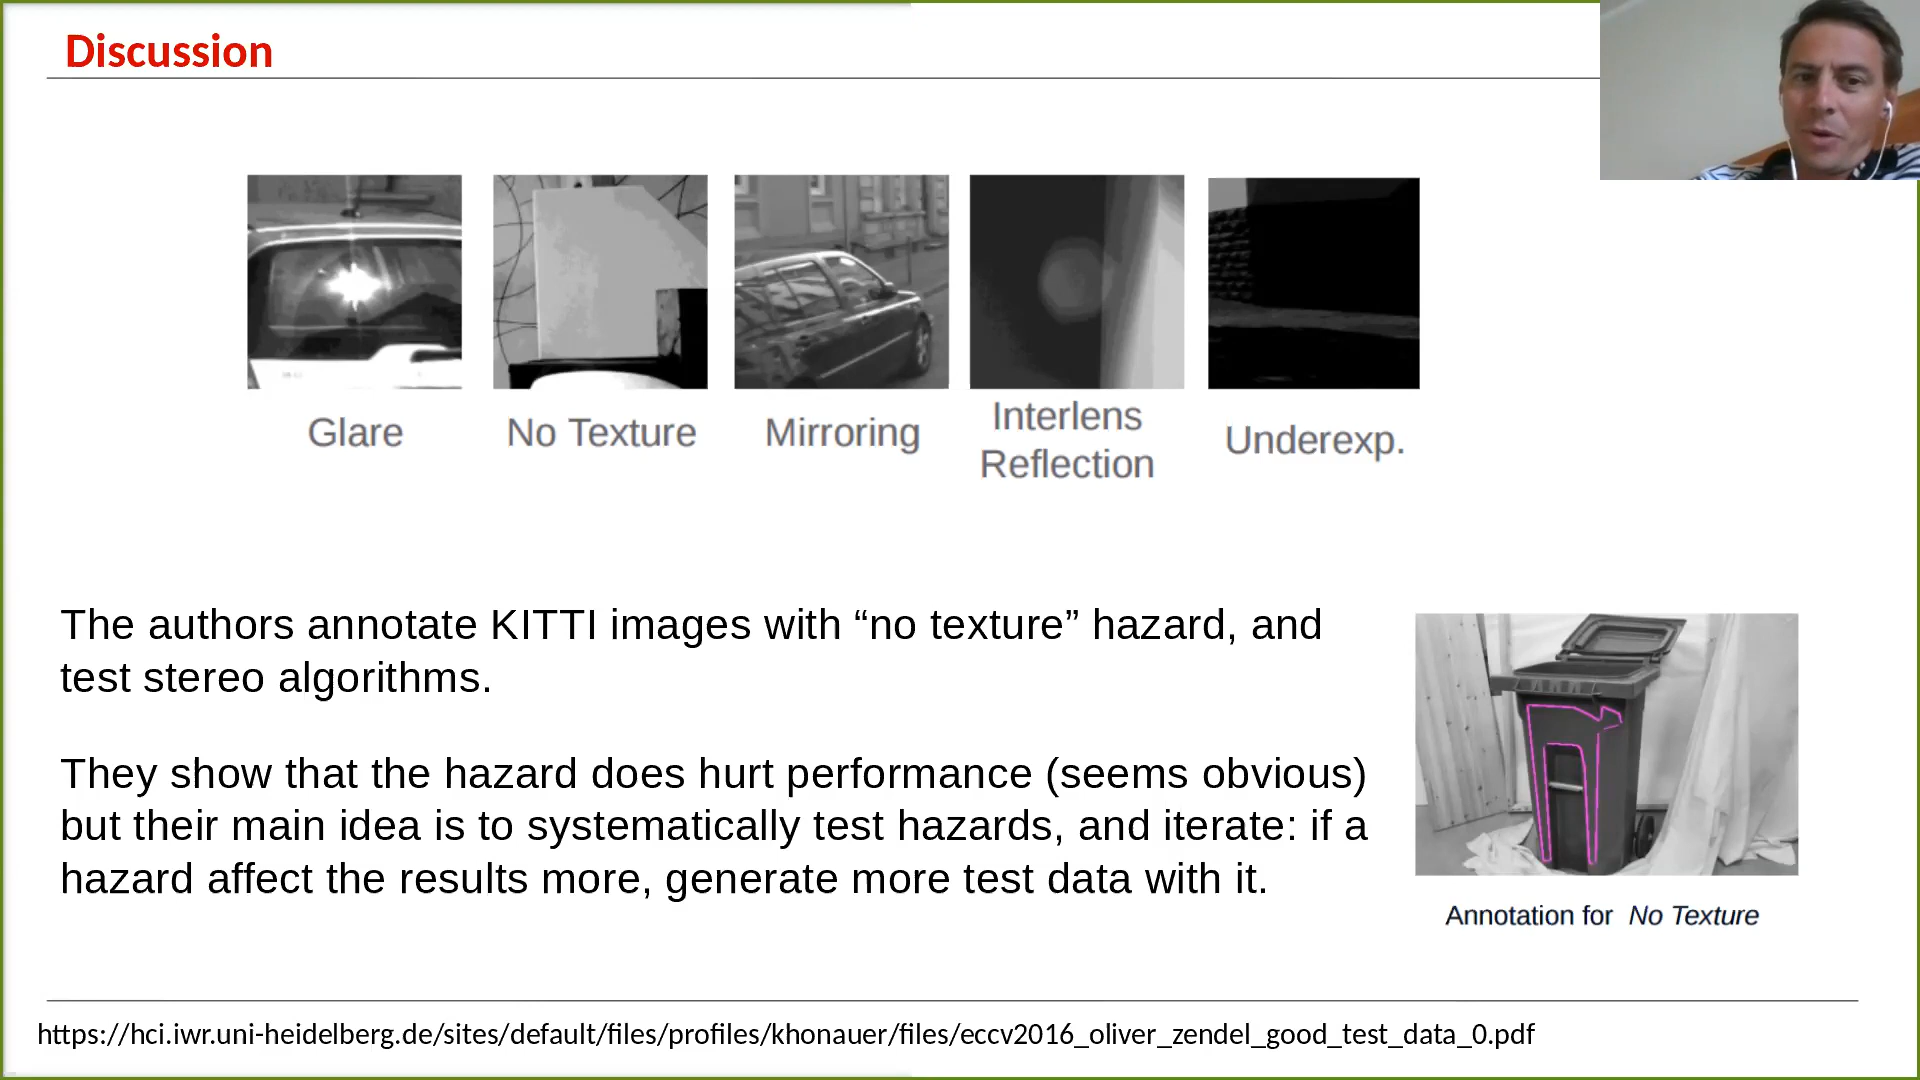 Discussion
Glare
No Texture
Mirroring
Interlens
Reflection
Underexp.
The authors annotate KITTI images with “no texture” hazard, and
test stereo algorithms.
They show that the hazard does hurt performance (seems obvious)
but their main idea is to systematically test hazards, and iterate: if a
hazard affect the results more, generate more test data with it.
Annotation for No Texture
https://hci.iwr.uni-heidelberg.de/sites/default/files/profiles/khonauer/files/eccv2016_oliver_zendel_good_test_data_0.pdf